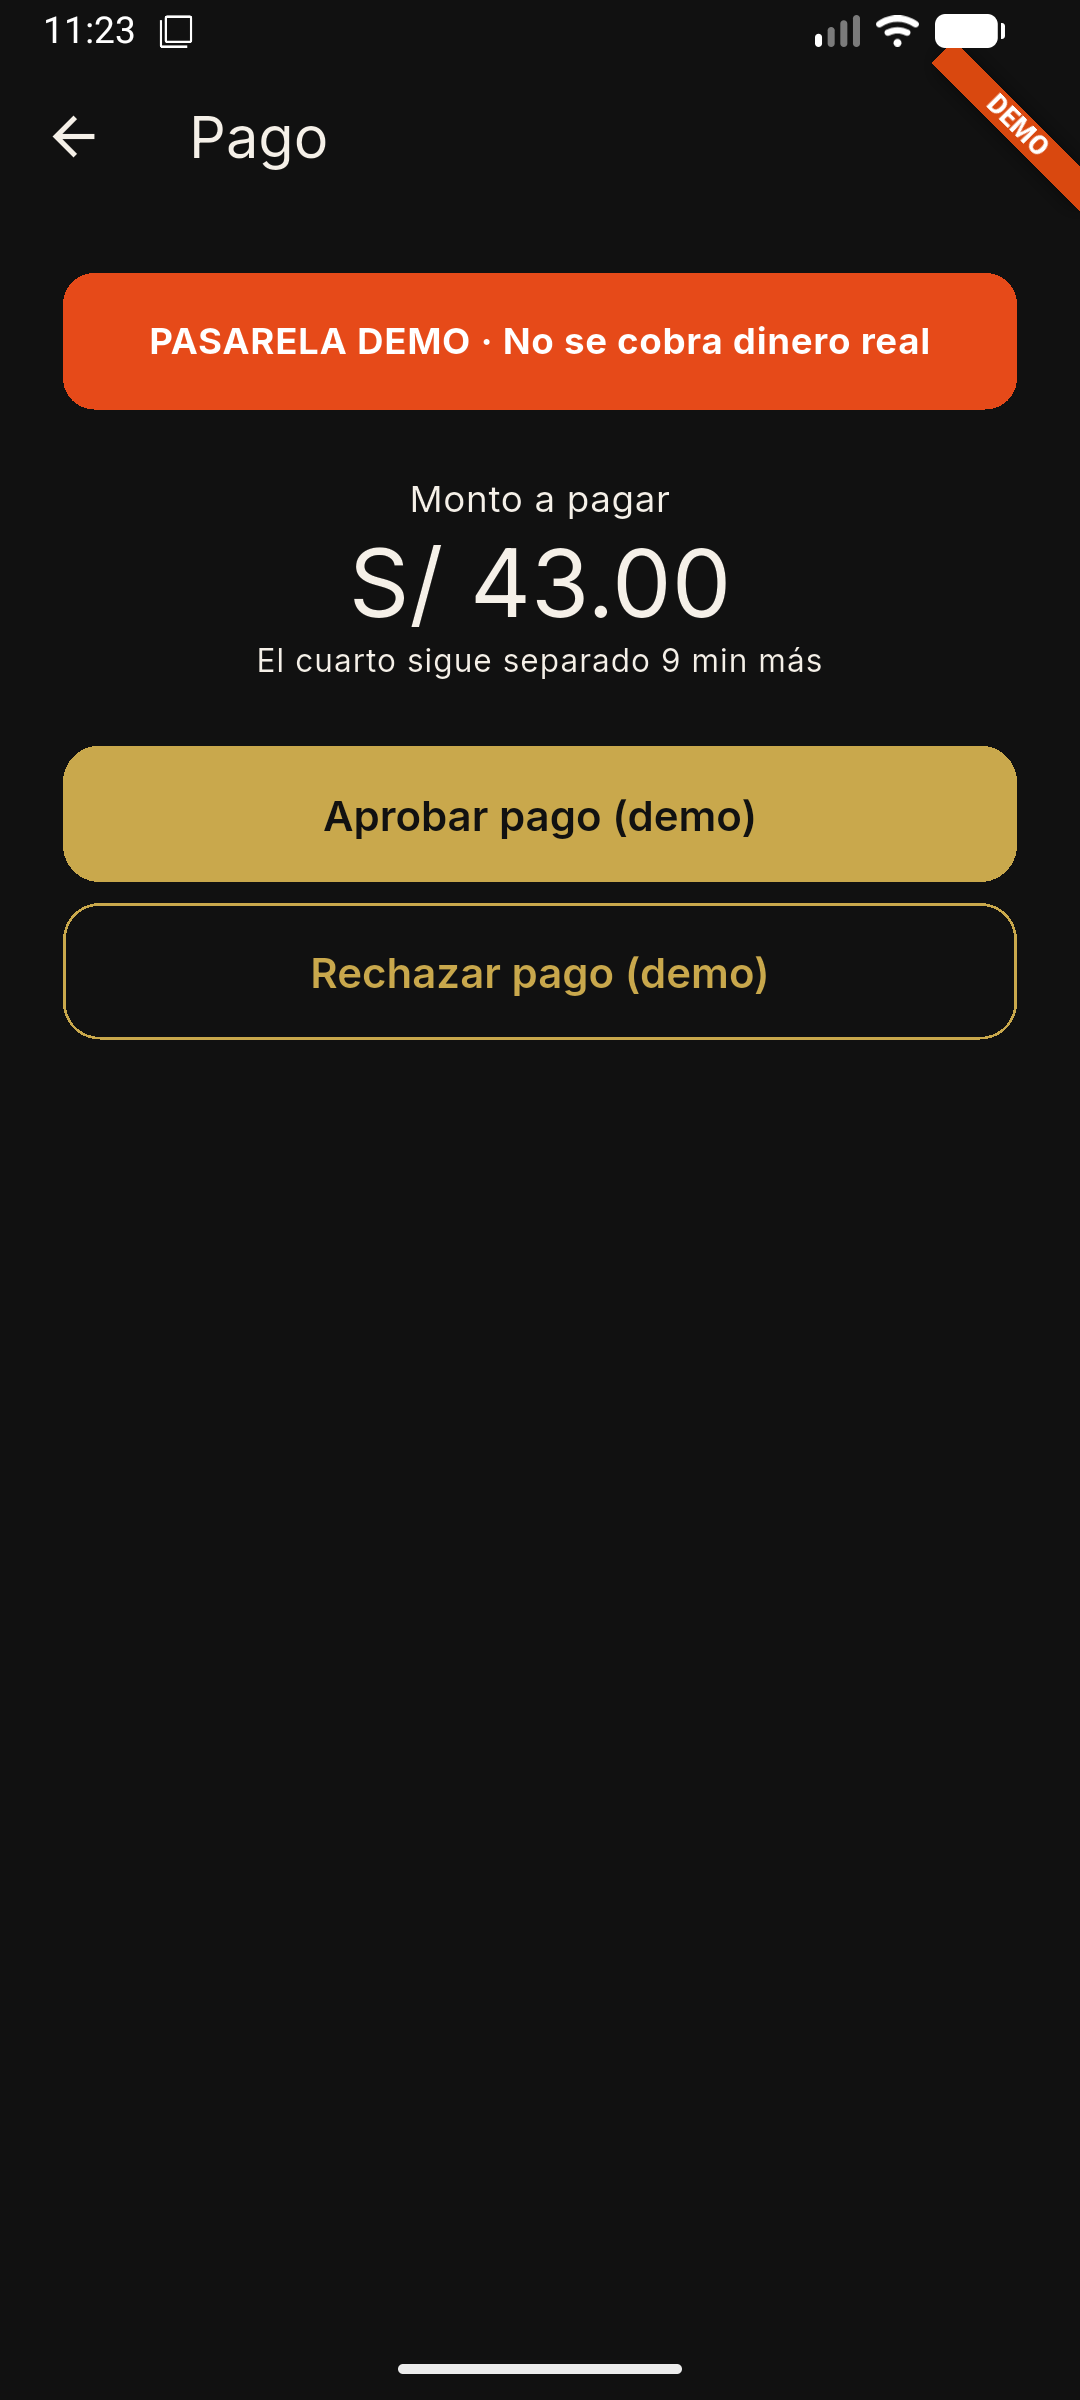 11:23
DEMO
Pago
PASARELA DEMO · No se cobra dinero real
Monto a pagar
S/ 43.00
El cuarto sigue separado 9 min más
Aprobar pago (demo)
Rechazar pago (demo)